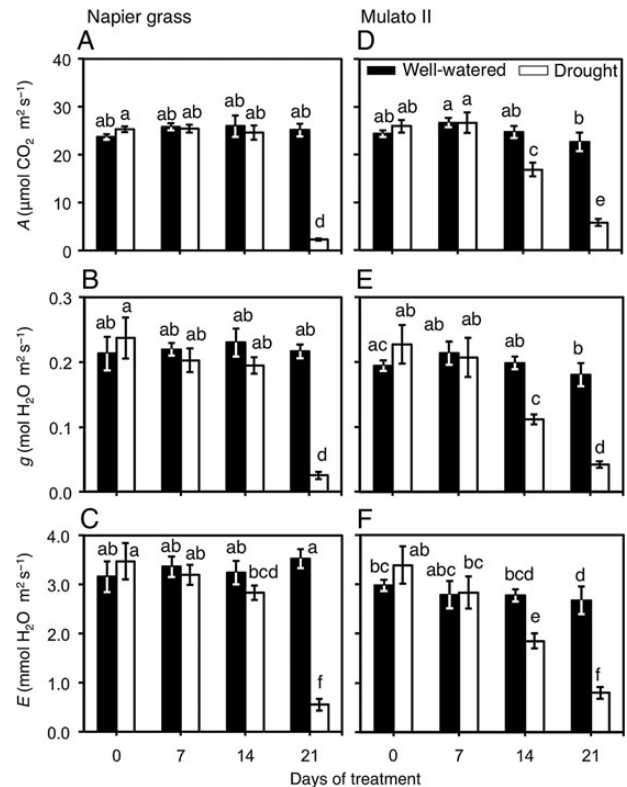 Napier grass
Mulato II
A
D
Well-watered
Drought
A (µmol CO2 m2 s–1)
40
30
20
10
0
ab a ab ab ab ab ab d
ab ab a a ab c b e
B
E
g (mol H2O m2 s–1)
0.3
0.2
0.1
0.0
ab a ab ab ab ab ab d
ac ab ab ab ab c b d
C
F
E (mmol H2O m2 s–1)
4.0
3.0
2.0
1.0
0.0
ab a ab ab ab bcd a f
bc ab abc bc bcd e d f
0 7 14 21
0 7 14 21
Days of treatment